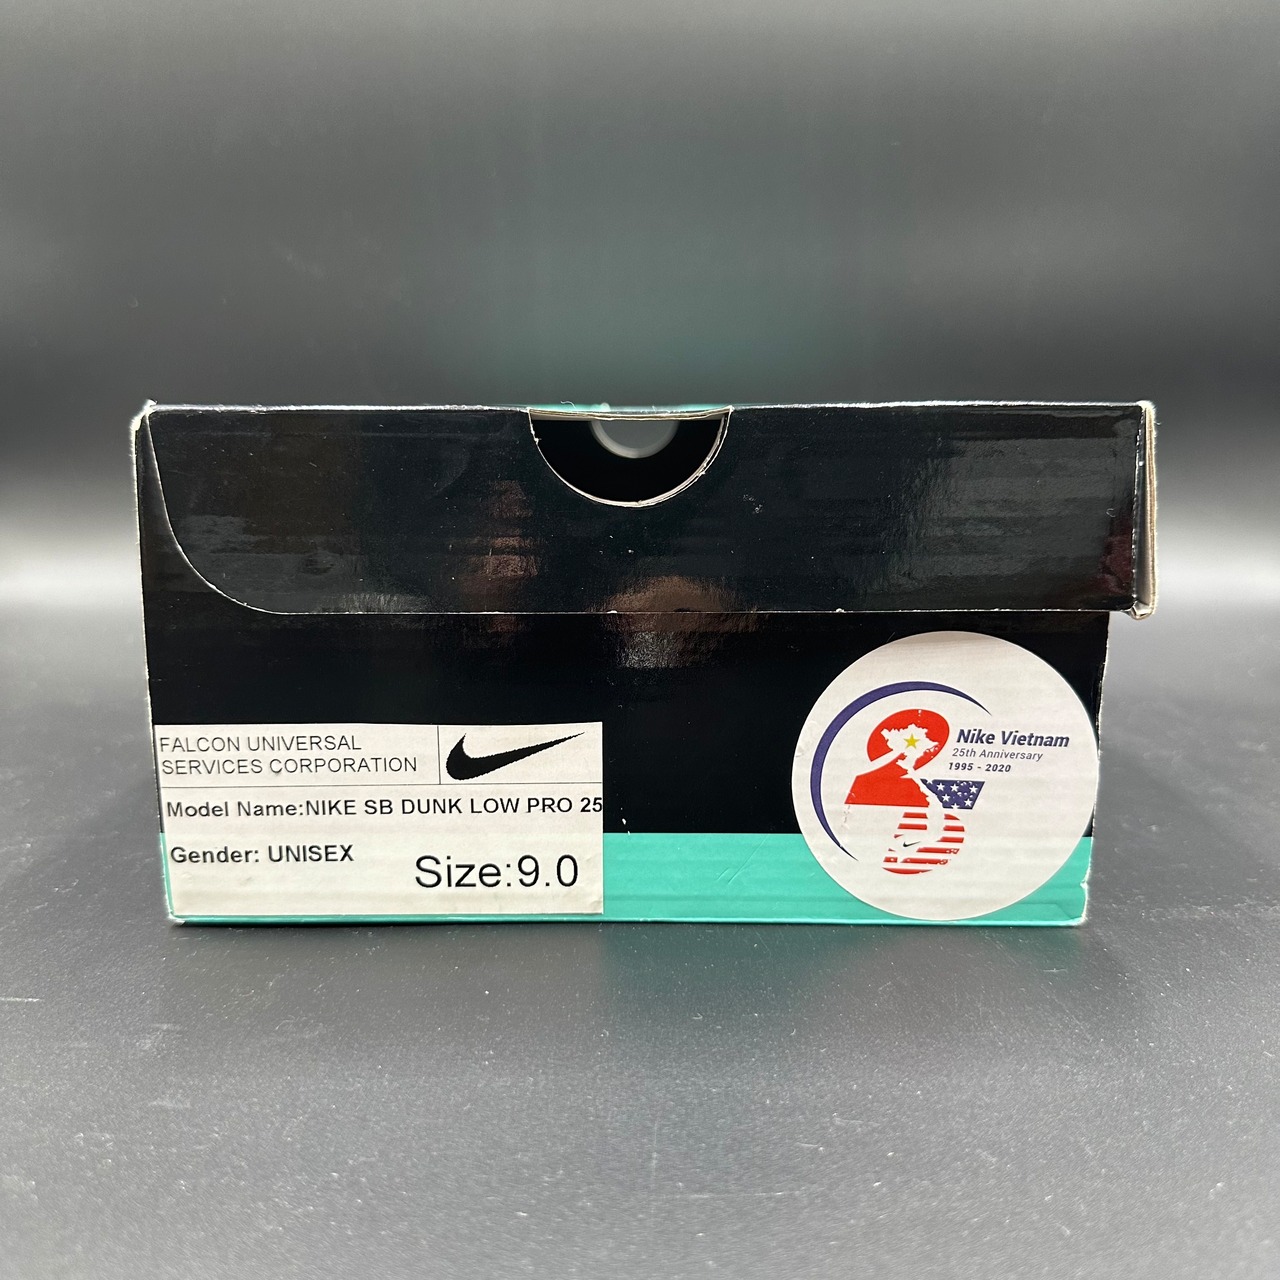 FALCON UNIVERSAL
SERVICES CORPORATION
Model Name:NIKE SB DUNK LOW PRO 25
Gender: UNISEX
Size:9.0
Nike Vietnam
25th Anniversary
1995 - 2020